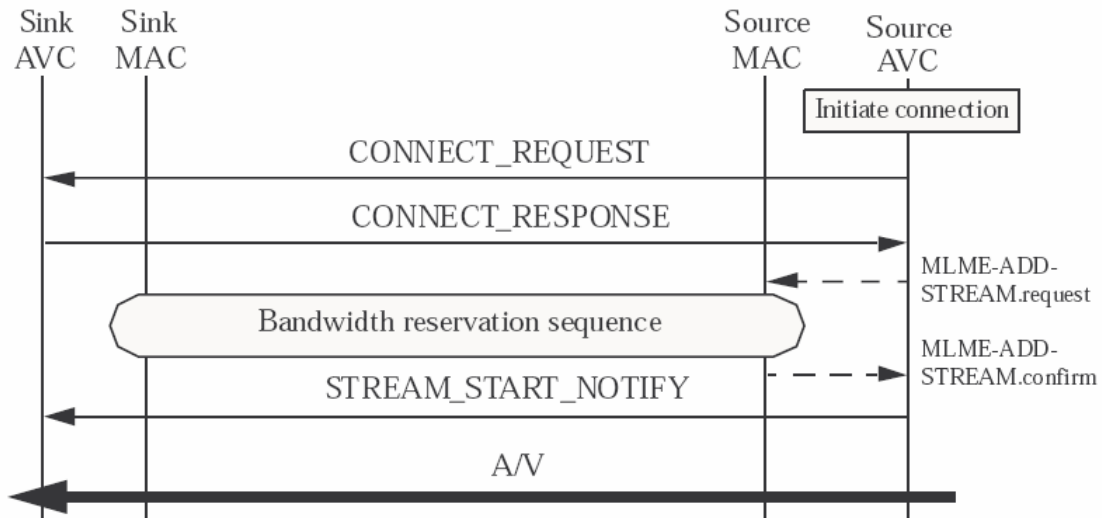 Sink
AVC
Sink
MAC
Source
MAC
Source
AVC
Initiate connection
CONNECT_REQUEST
CONNECT_RESPONSE
MLME-ADD-
STREAM.request
Bandwidth reservation sequence
MLME-ADD-
STREAM.confirm
STREAM_START_NOTIFY
A/V